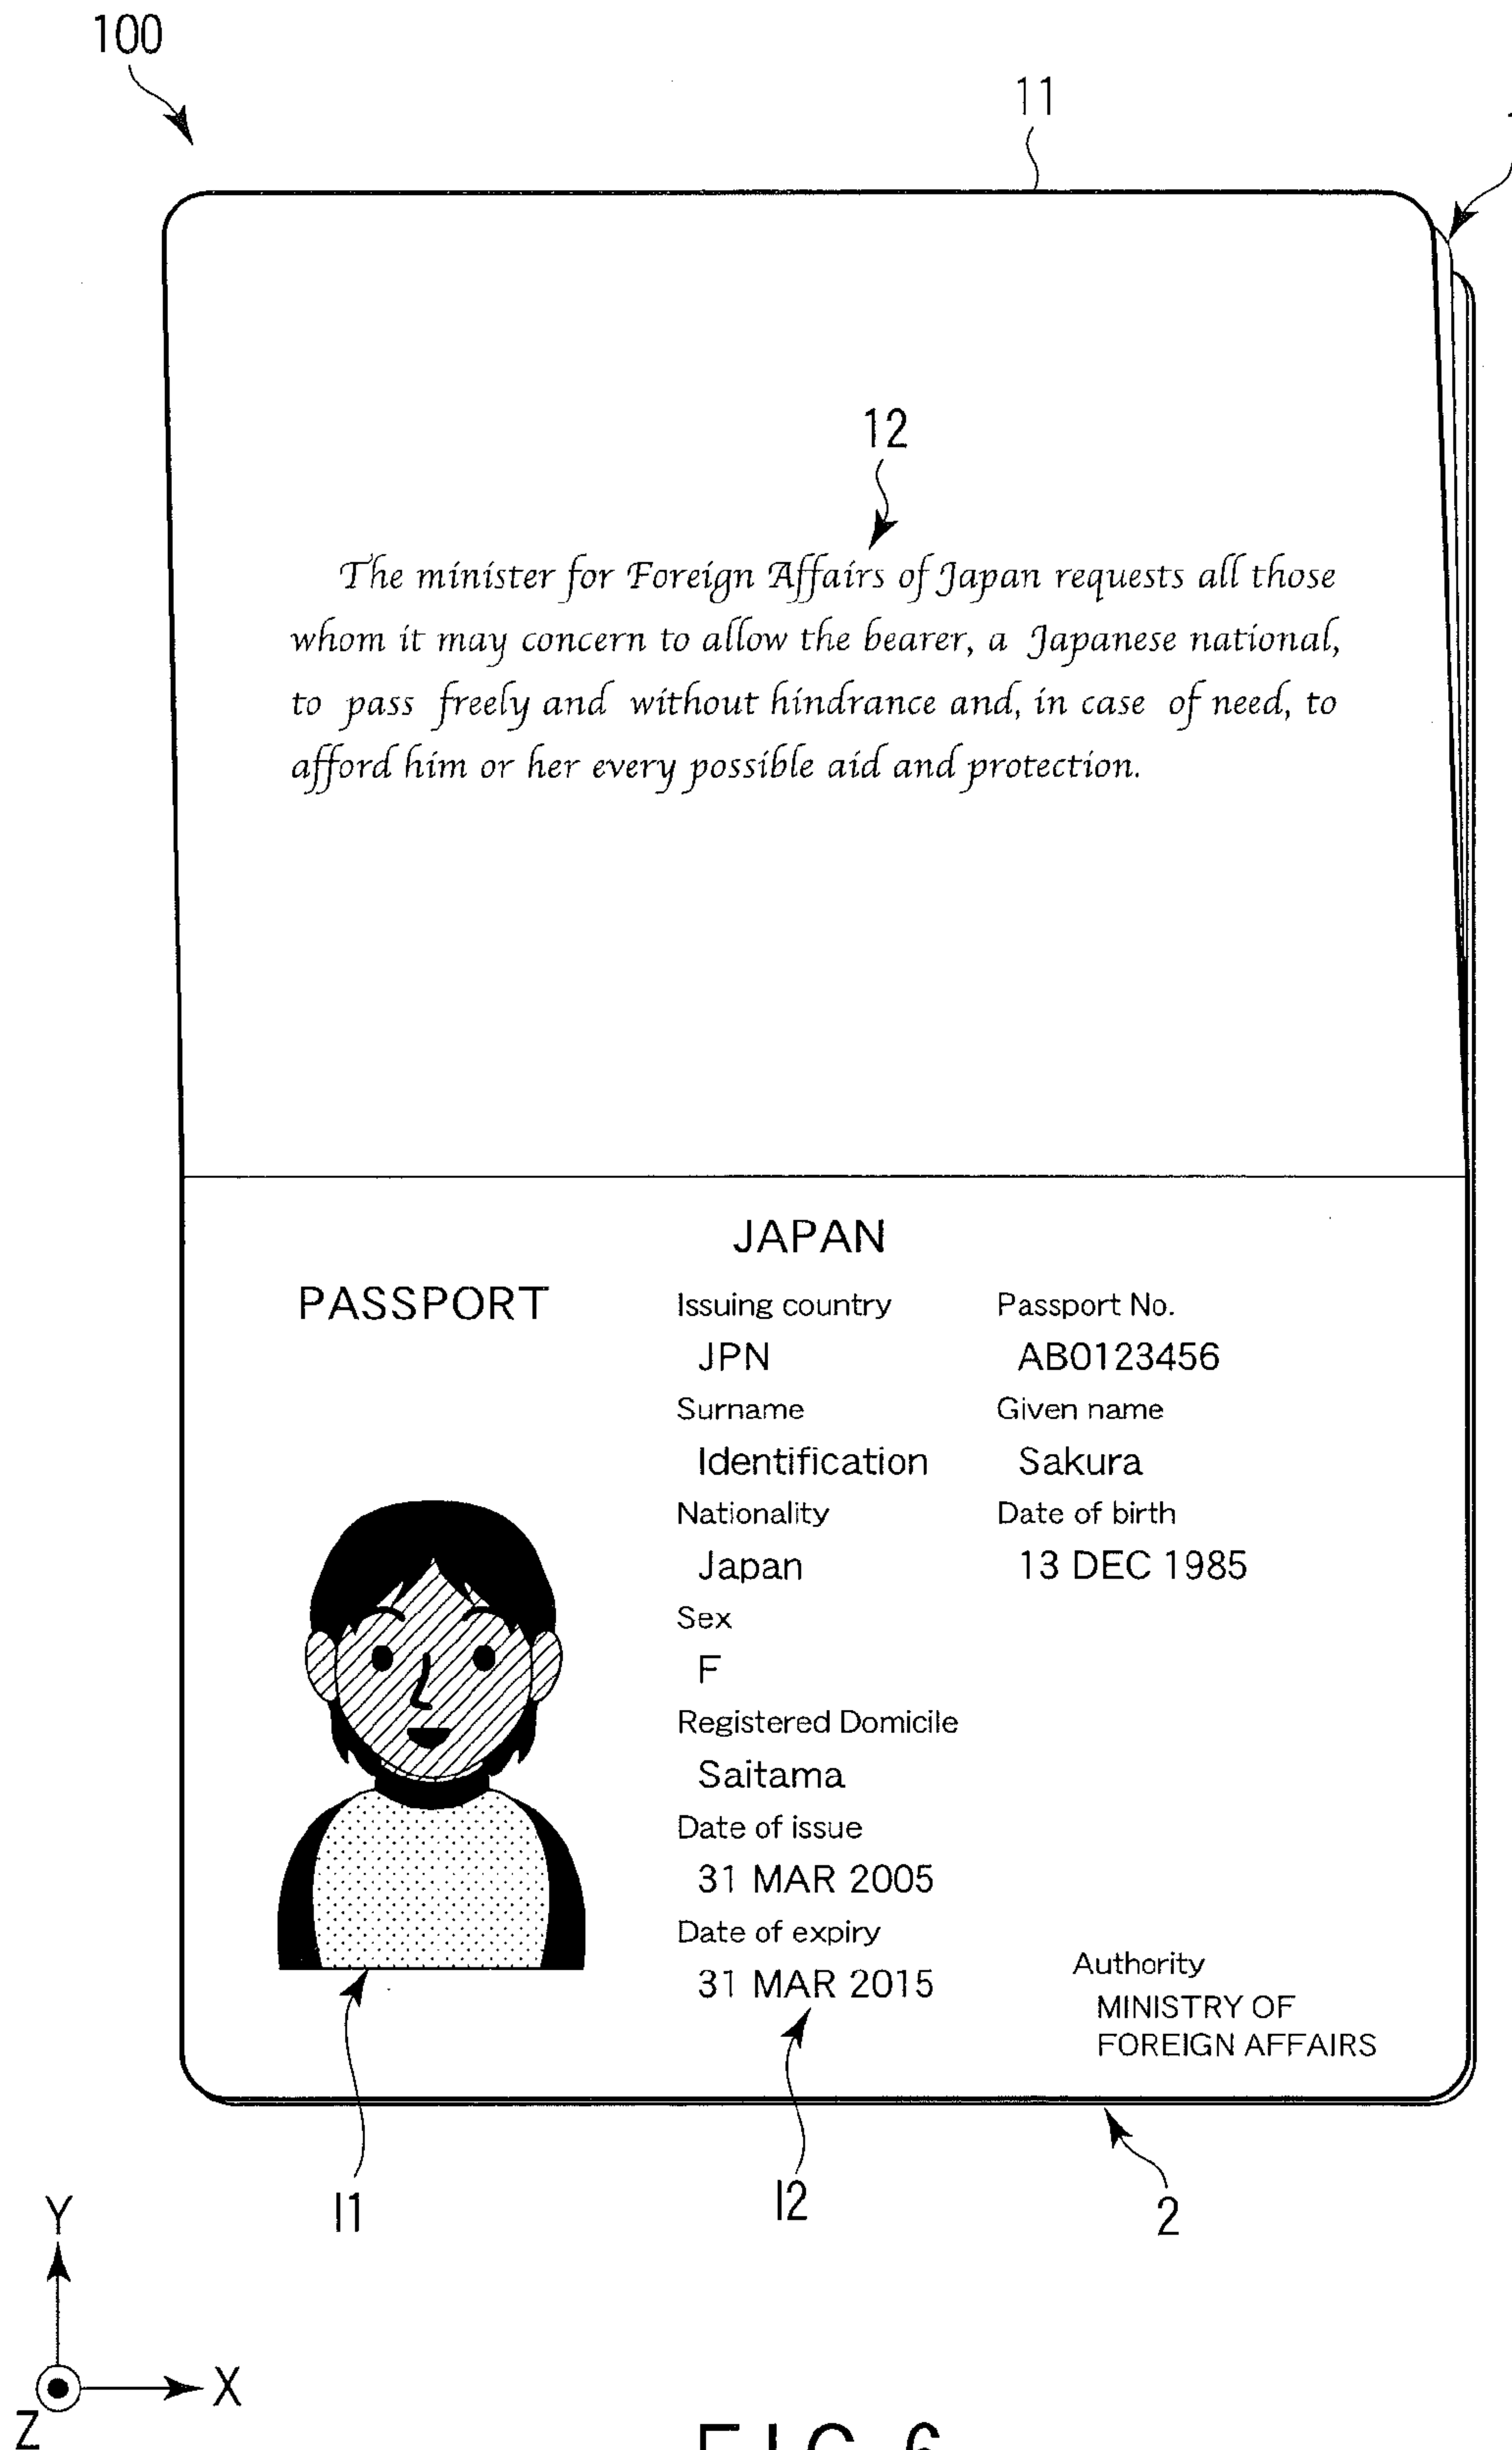 100
11
12
The minister for Foreign Affairs of Japan requests all those
whom it may concern to allow the bearer, a Japanese national,
to pass freely and without hindrance and, in case of need, to
afford him or her every possible aid and protection.
JAPAN
PASSPORT
Issuing country Passport No.
JPN AB0123456
Surname Given name
Identification Sakura
Nationality Date of birth
Japan 13 DEC 1985
Sex
F
Registered Domicile
Saitama
Date of issue
31 MAR 2005
Date of expiry
31 MAR 2015
Authority
MINISTRY OF
FOREIGN AFFAIRS
I1 I2 2
Y
X
Z
FIG. 6